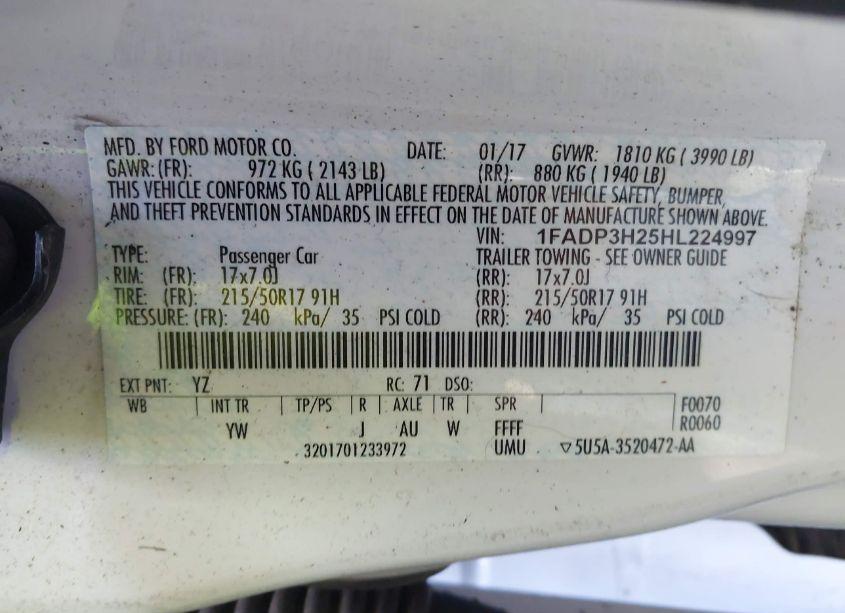 MFD. BY FORD MOTOR CO. DATE: 01/17 GVWR: 1810 KG ( 3990 LB)
GAWR: (FR): 972 KG ( 2143 LB) (RR): 880 KG ( 1940 LB)
THIS VEHICLE CONFORMS TO ALL APPLICABLE FEDERAL MOTOR VEHICLE SAFETY, BUMPER,
AND THEFT PREVENTION STANDARDS IN EFFECT ON THE DATE OF MANUFACTURE SHOWN ABOVE.
VIN: 1FADP3H25HL224997
TYPE: Passenger Car TRAILER TOWING - SEE OWNER GUIDE
RIM: (FR): 17x7.0J (RR): 17x7.0J
TIRE: (FR): 215/50R17 91H (RR): 215/50R17 91H
PRESSURE: (FR): 240 kPa/ 35 PSI COLD (RR): 240 kPa/ 35 PSI COLD
EXT PNT: YZ RC: 71 DSO:
WB INT TR TP/PS R AXLE TR SPR F0070
YW J AU W FFFF R0060
3201701233972 UMU ▽5U5A-3520472-AA